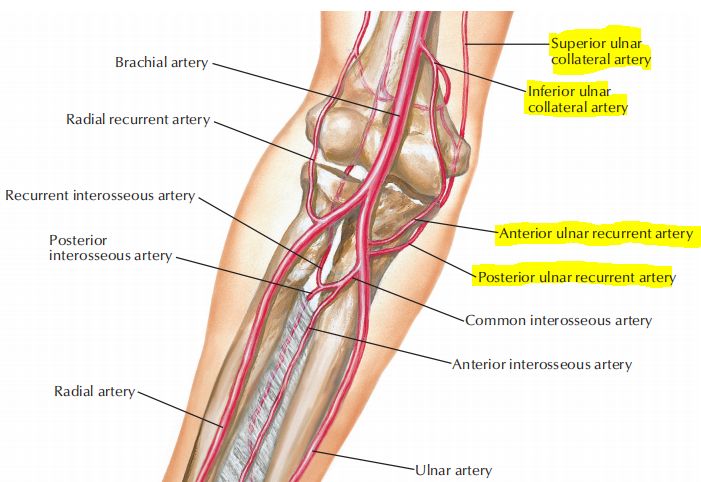 Superior ulnar
collateral artery
Brachial artery
Inferior ulnar
collateral artery
Radial recurrent artery
Recurrent interosseous artery
Anterior ulnar recurrent artery
Posterior
interosseous artery
Posterior ulnar recurrent artery
Common interosseous artery
Anterior interosseous artery
Radial artery
Ulnar artery